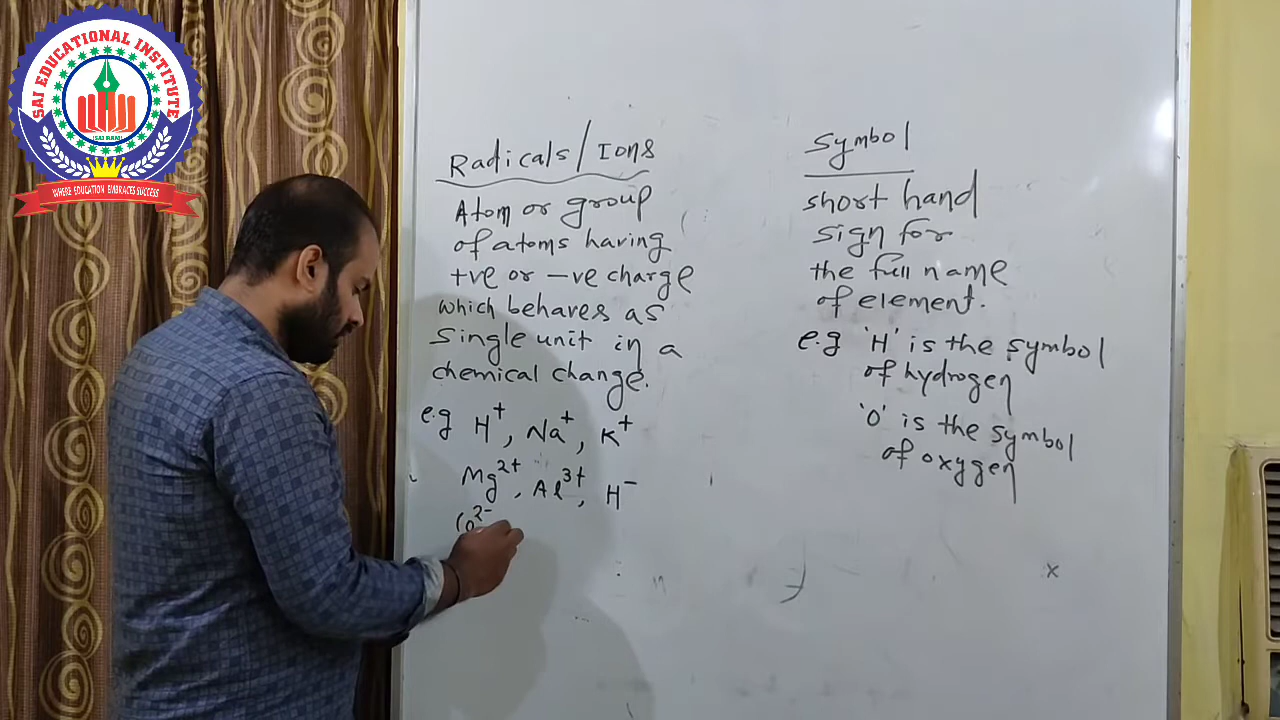 SAI EDUCATIONAL INSTITUTE
(SAI RAM)
WHERE EDUCATION EMBRACES SUCCESS
Radicals/Ions
Atom or group
of atoms having
+ve or -ve charge
which behaves as
single unit in a
chemical change.
e.g H⁺, Na⁺, K⁺
Mg²⁺, Al³⁺, H⁻
Symbol
short hand
sign for
the full name
of element.
e.g 'H' is the symbol
of hydrogen
'O' is the symbol
of oxygen